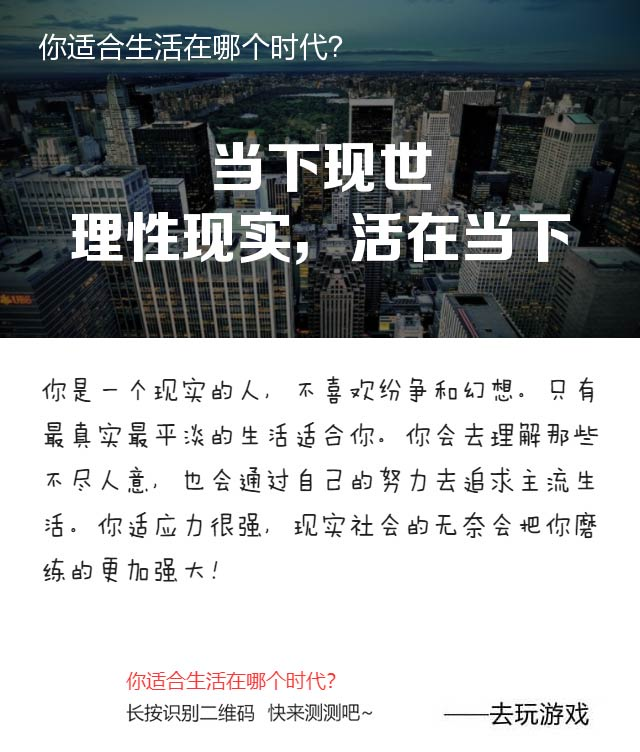 你适合生活在哪个时代?
当下现世
理性现实，活在当下
UBS
你是一个现实的人，不喜欢纷争和幻想。只有
最真实最平淡的生活适合你。你会去理解那些
不尽人意，也会通过自己的努力去追求主流生
活。你适应力很强，现实社会的无奈会把你磨
练的更加强大!
你适合生活在哪个时代?
长按识别二维码 快来测测吧~
——去玩游戏